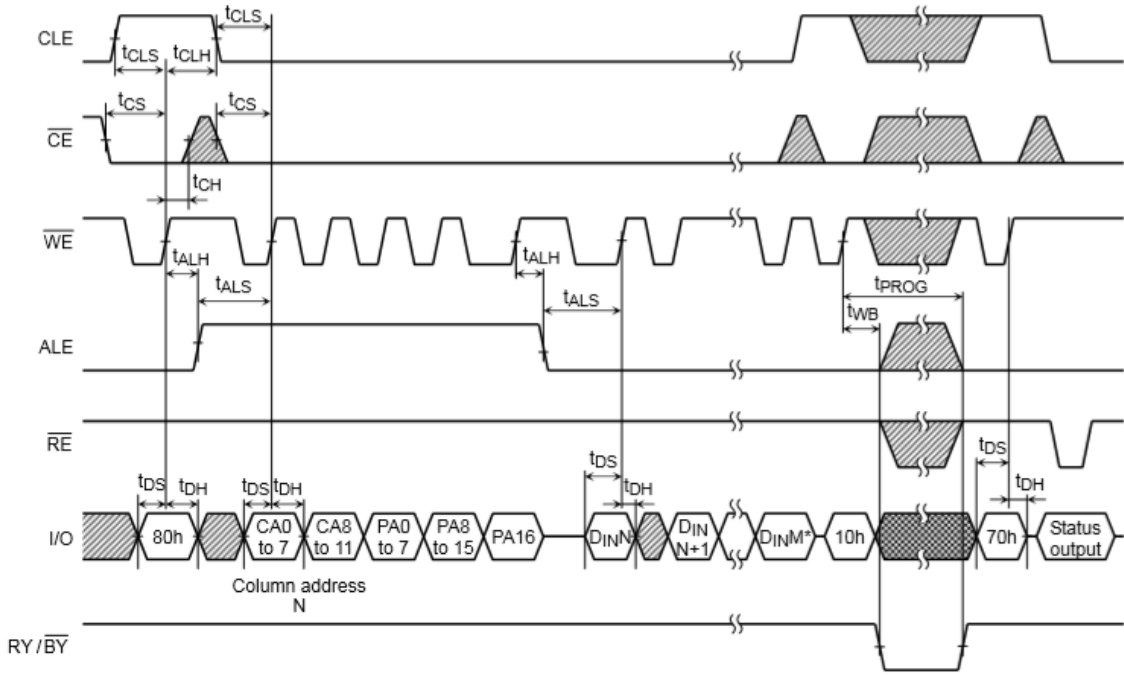 tCLS
CLE
tCLS tCLH
tCS tCS
CE
tCH
WE
tALH tALH
tALS tALS
tPROG
tWB
ALE
RE
tDS tDH tDS tDH tDS tDH tDS tDH
I/O
80h
CA0
to 7
CA8
to 11
PA0
to 7
PA8
to 15
PA16
DINN
DIN
N+1
DINM*
10h
70h
Status
output
Column address
N
RY/BY